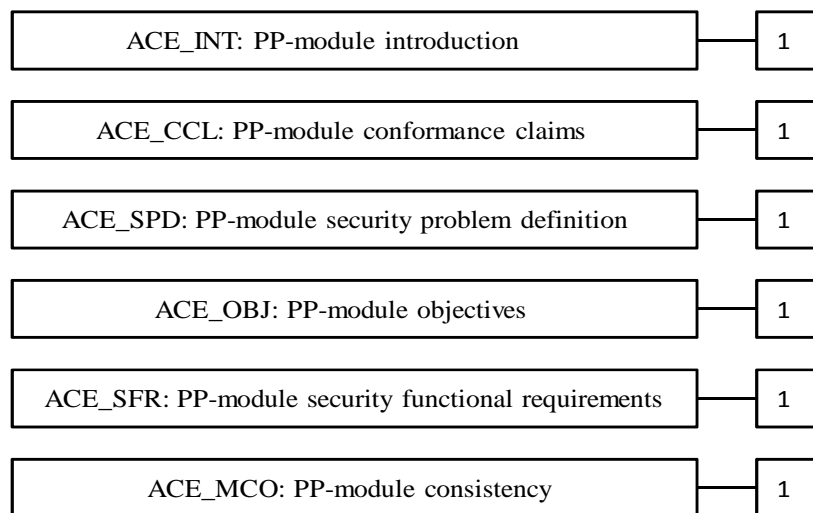 ACE_INT: PP-module introduction 1
ACE_CCL: PP-module conformance claims 1
ACE_SPD: PP-module security problem definition 1
ACE_OBJ: PP-module objectives 1
ACE_SFR: PP-module security functional requirements 1
ACE_MCO: PP-module consistency 1